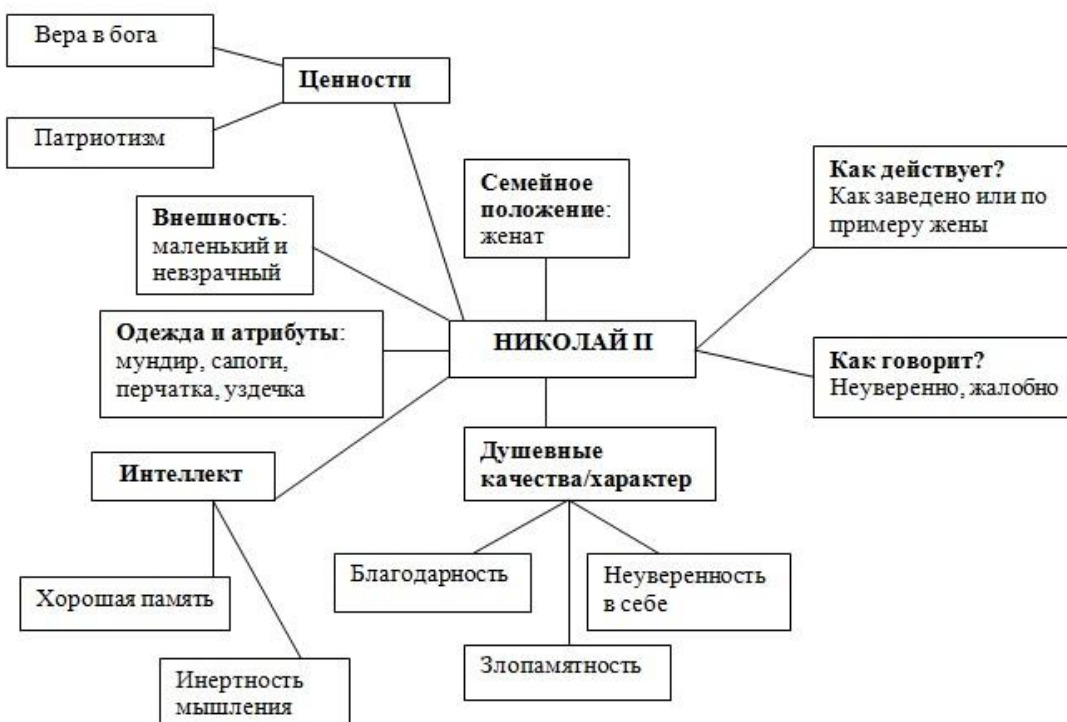 Вера в бога
Ценности
Патриотизм
Семейное
положение:
женат
Как действует?
Как заведено или по
примеру жены
Внешность:
маленький и
невзрачный
Одежда и атрибуты:
мундир, сапоги,
перчатка, уздечка
НИКОЛАЙ II
Как говорит?
Неуверенно, жалобно
Интеллект
Душевные
качества/характер
Хорошая память
Инертность
мышления
Благодарность
Злопамятность
Неуверенность
в себе